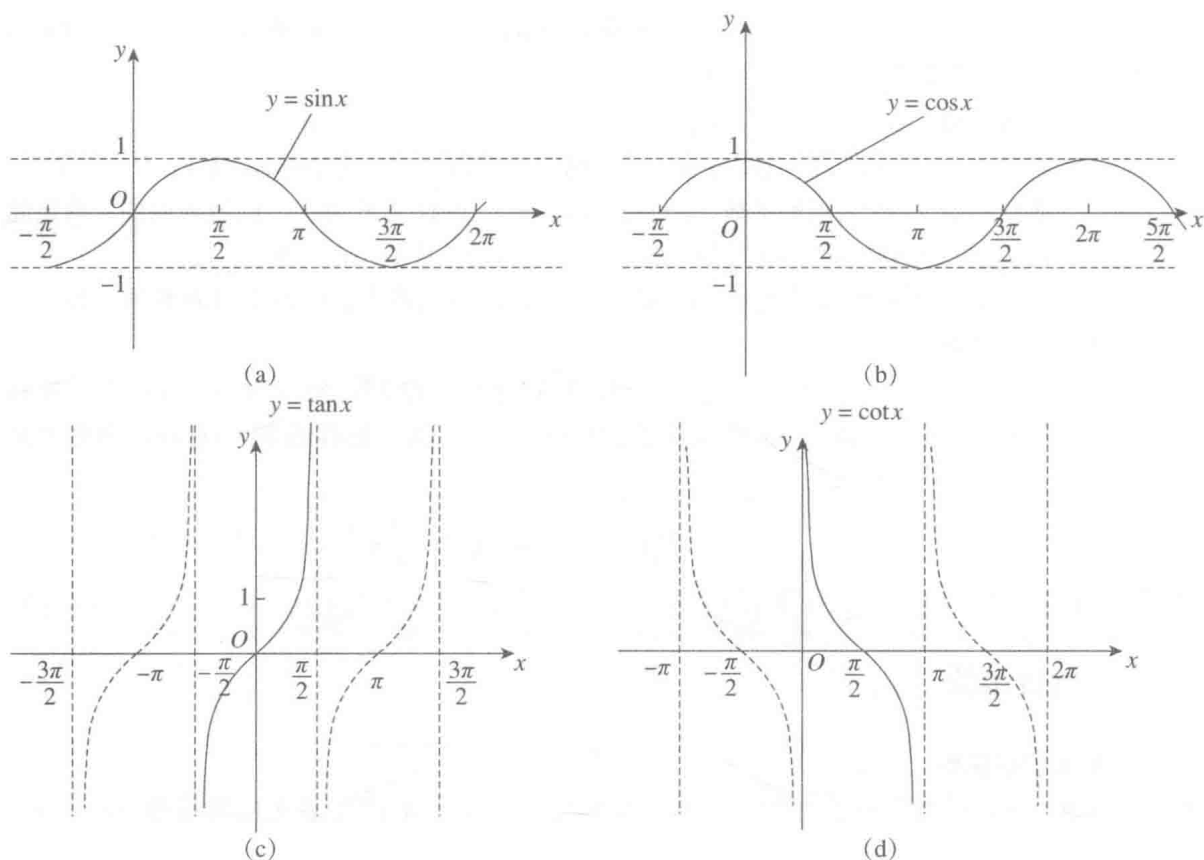 y
y = sin x
1
O
-π/2
π/2
π
3π/2
2π
x
-1
(a)
y
y = cos x
1
O
-π/2
π/2
π
3π/2
2π
5π/2
x
-1
(b)
y = tan x
y
1
O
-3π/2
-π
-π/2
π/2
π
3π/2
x
(c)
y = cot x
y
-π
-π/2
O
π/2
π
3π/2
2π
x
(d)